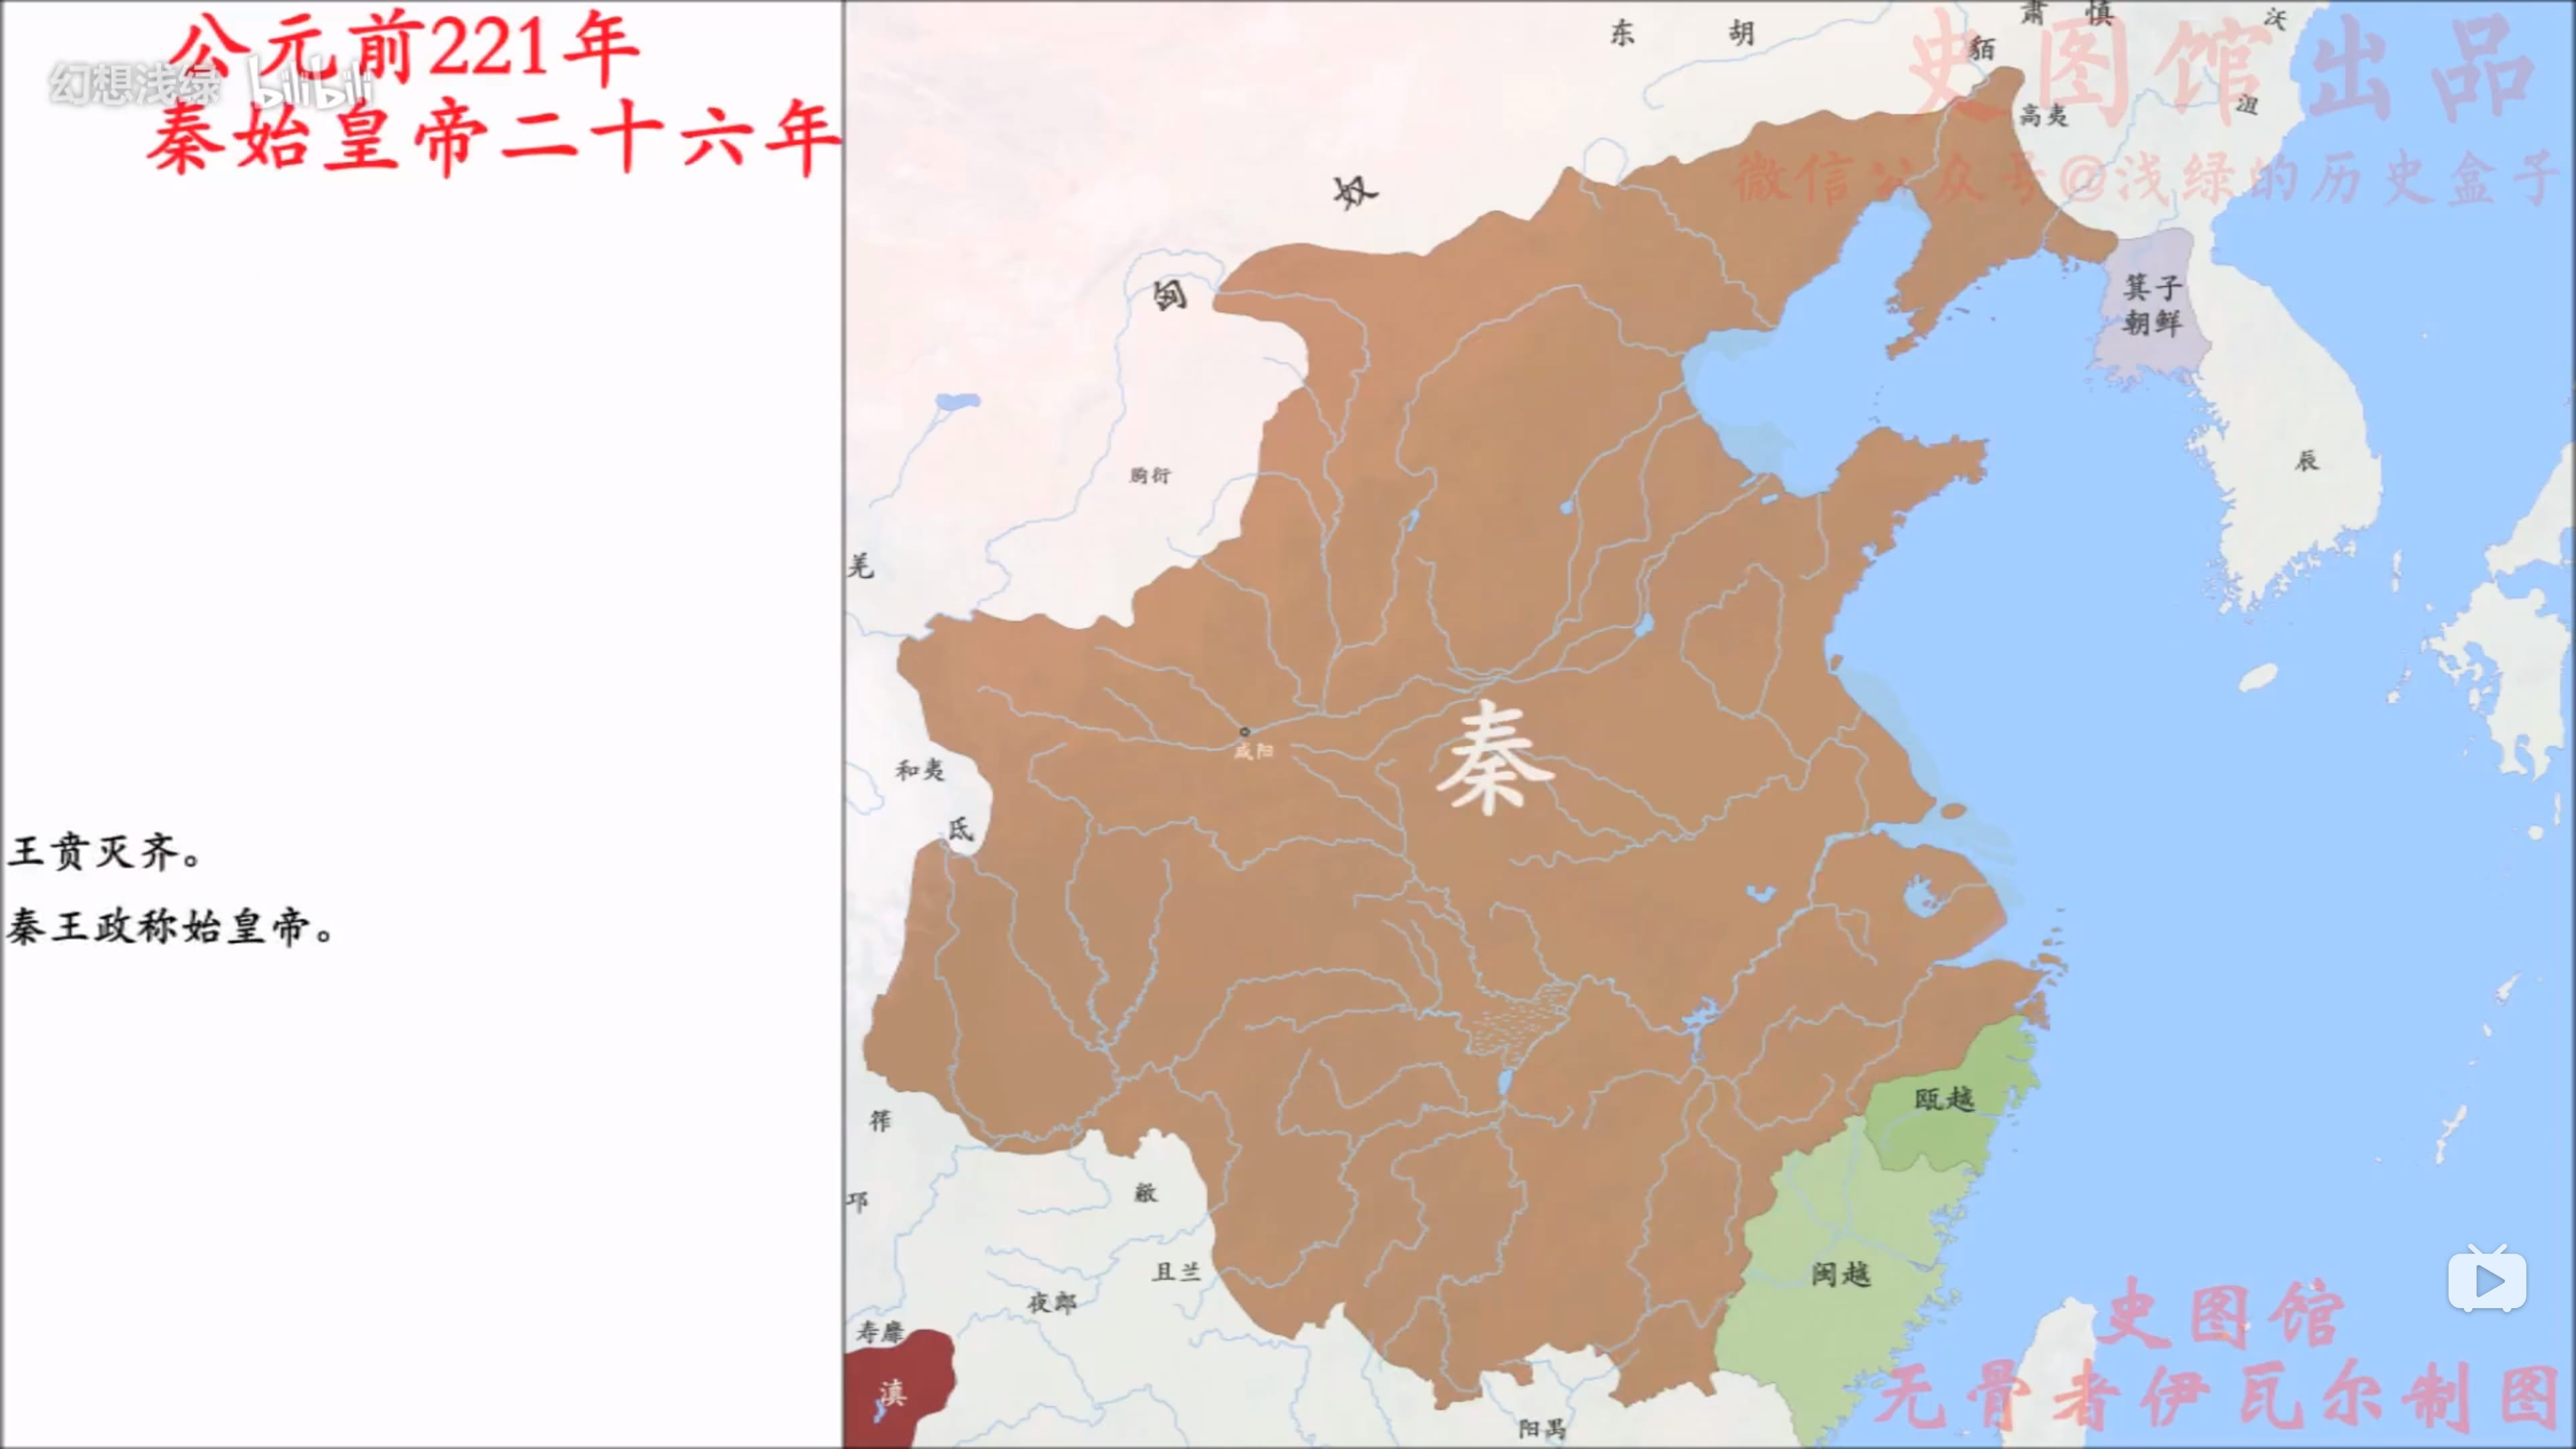 公元前221年
幻想浅绿 bilibili
秦始皇帝二十六年
王贲灭齐。
秦王政称始皇帝。
东胡
肃慎
沃
沮
貊
高夷
史图馆出品
微信公众号@浅绿的历史盒子
匈奴
箕子
朝鲜
辰
朐衍
羌
咸阳
秦
和夷
氐
瓯越
筰
邛
敝
且兰
闽越
夜郎
寿靡
滇
阳禺
史图馆
无骨者伊瓦尔制图